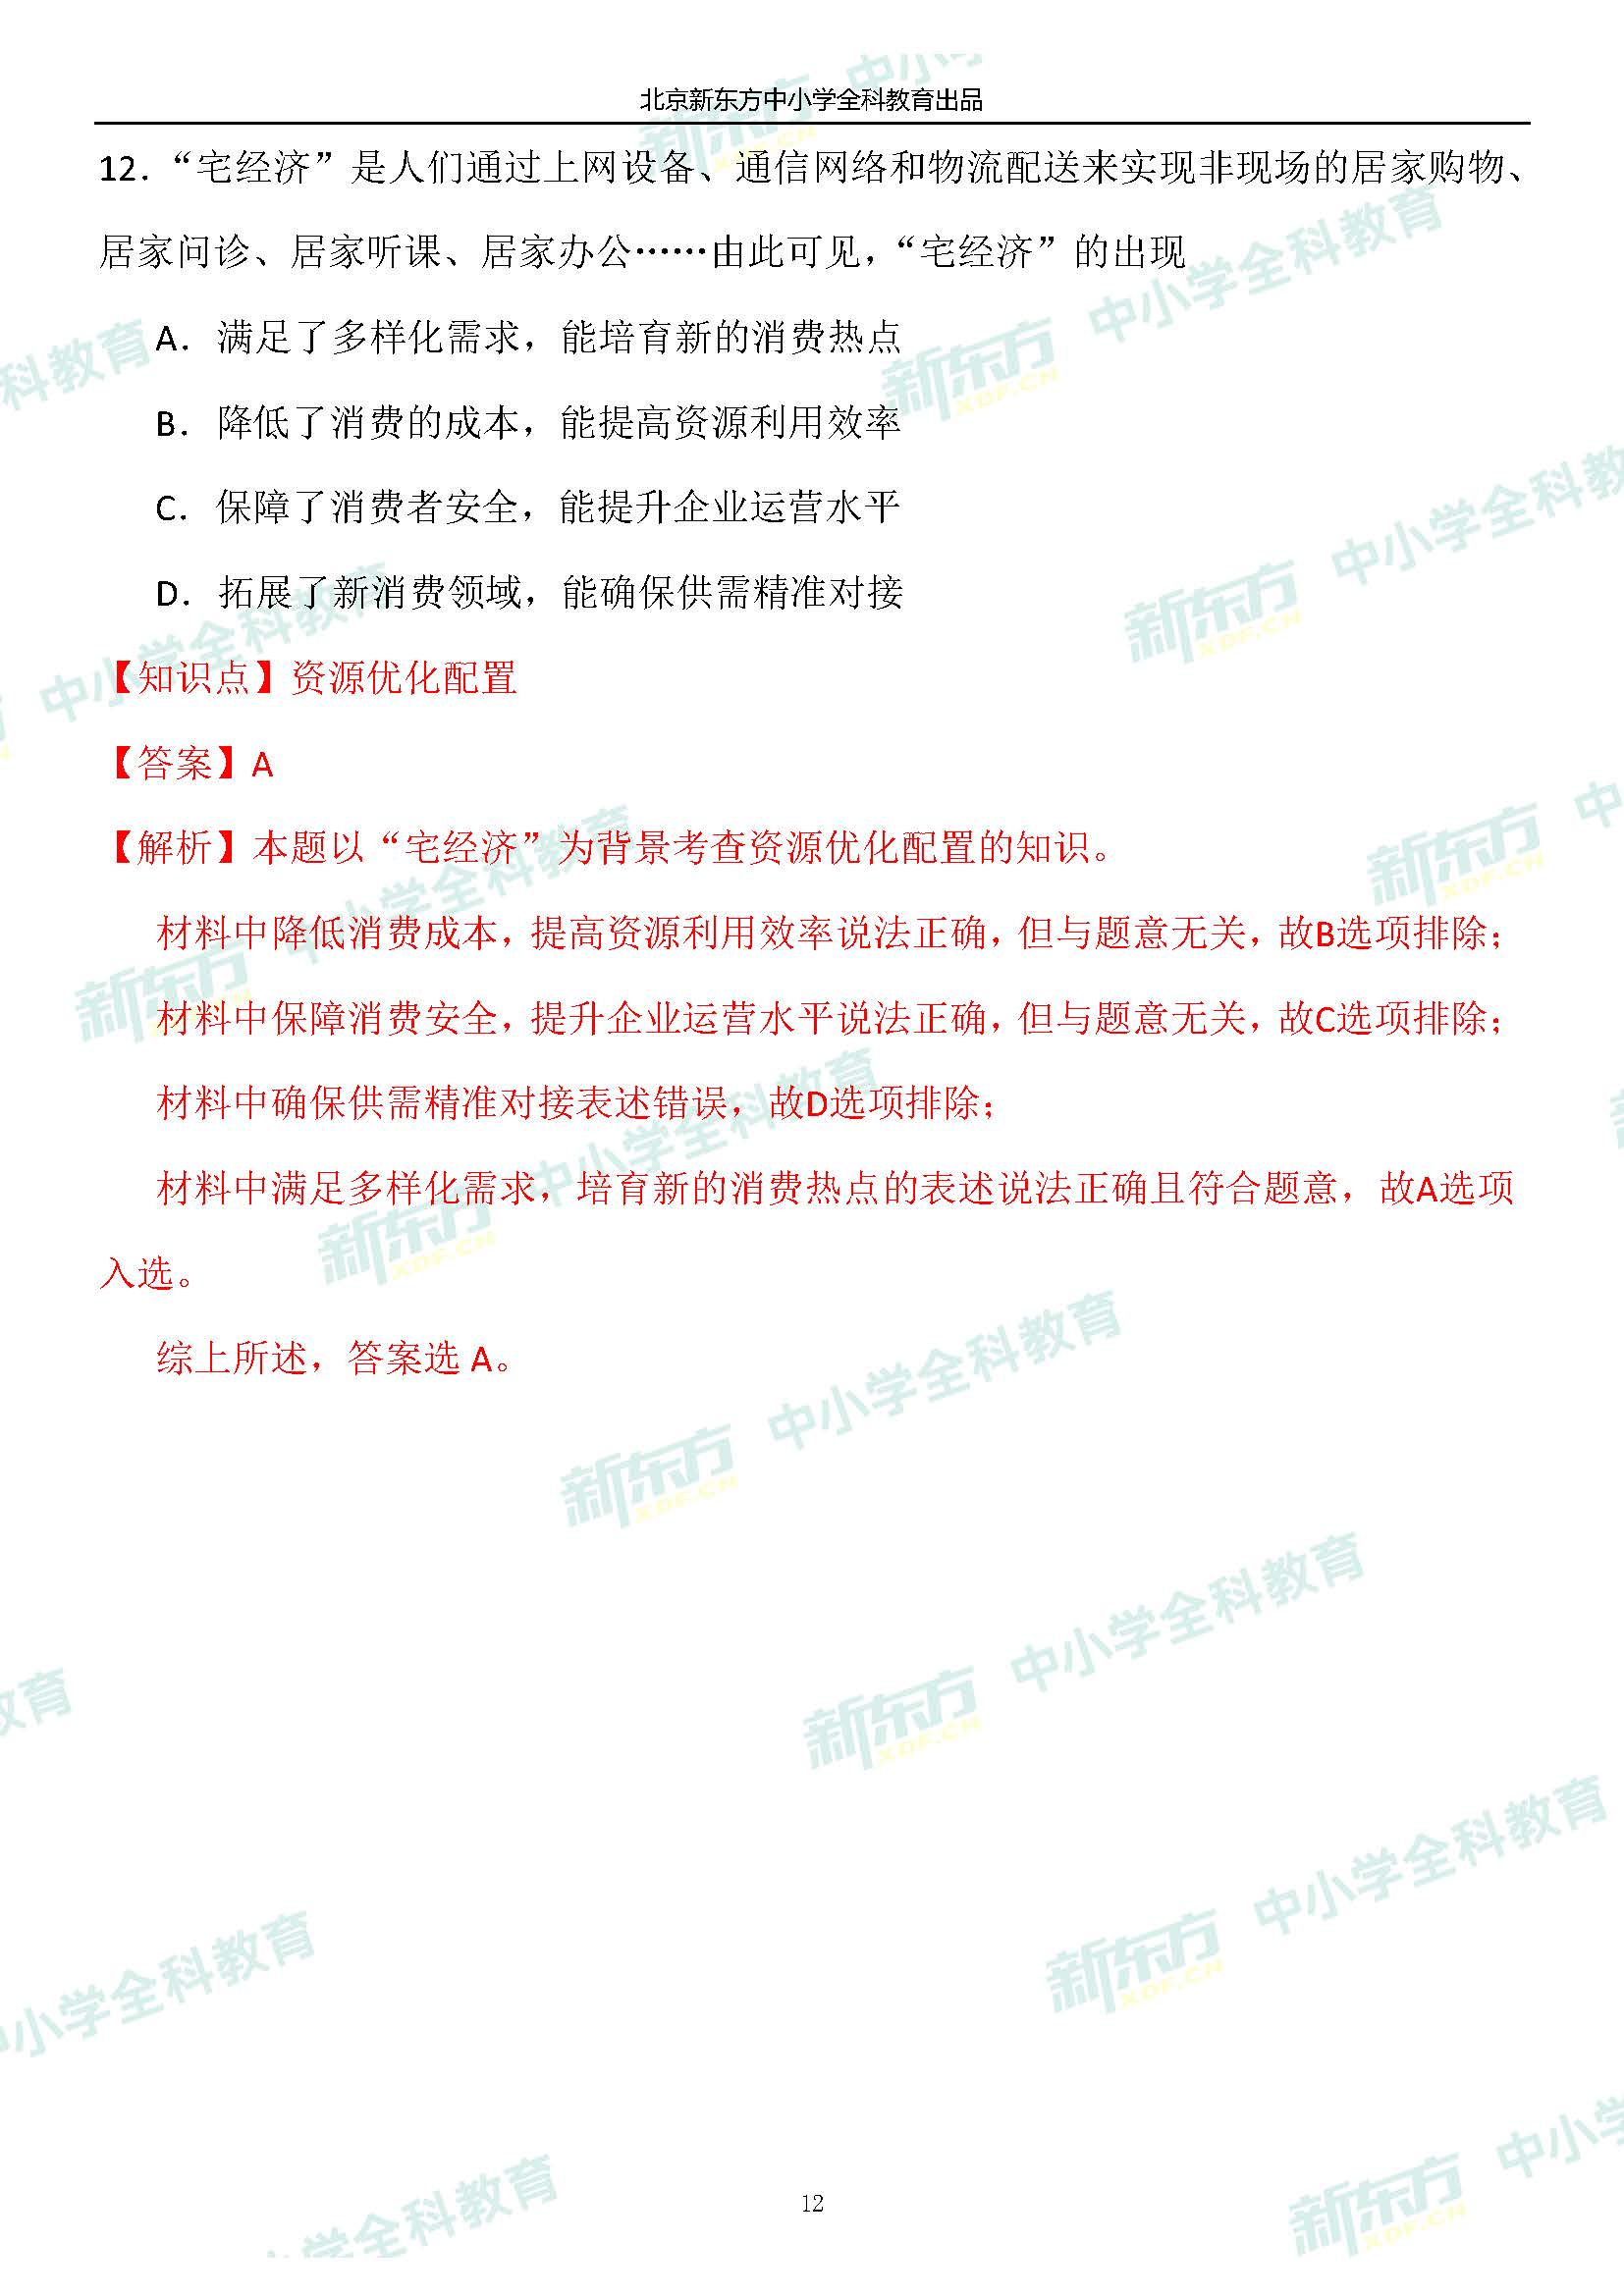 北京新东方中小学全科教育出品
12．“宅经济”是人们通过上网设备、通信网络和物流配送来实现非现场的居家购物、
居家问诊、居家听课、居家办公……由此可见，“宅经济”的出现
A．满足了多样化需求，能培育新的消费热点
B．降低了消费的成本，能提高资源利用效率
C．保障了消费者安全，能提升企业运营水平
D．拓展了新消费领域，能确保供需精准对接
【知识点】资源优化配置
【答案】A
【解析】本题以“宅经济”为背景考查资源优化配置的知识。
材料中降低消费成本，提高资源利用效率说法正确，但与题意无关，故B选项排除；
材料中保障消费安全，提升企业运营水平说法正确，但与题意无关，故C选项排除；
材料中确保供需精准对接表述错误，故D选项排除；
材料中满足多样化需求，培育新的消费热点的表述说法正确且符合题意，故A选项
入选。
综上所述，答案选 A。
新东方 XDF.CN 中小学全科教育
12